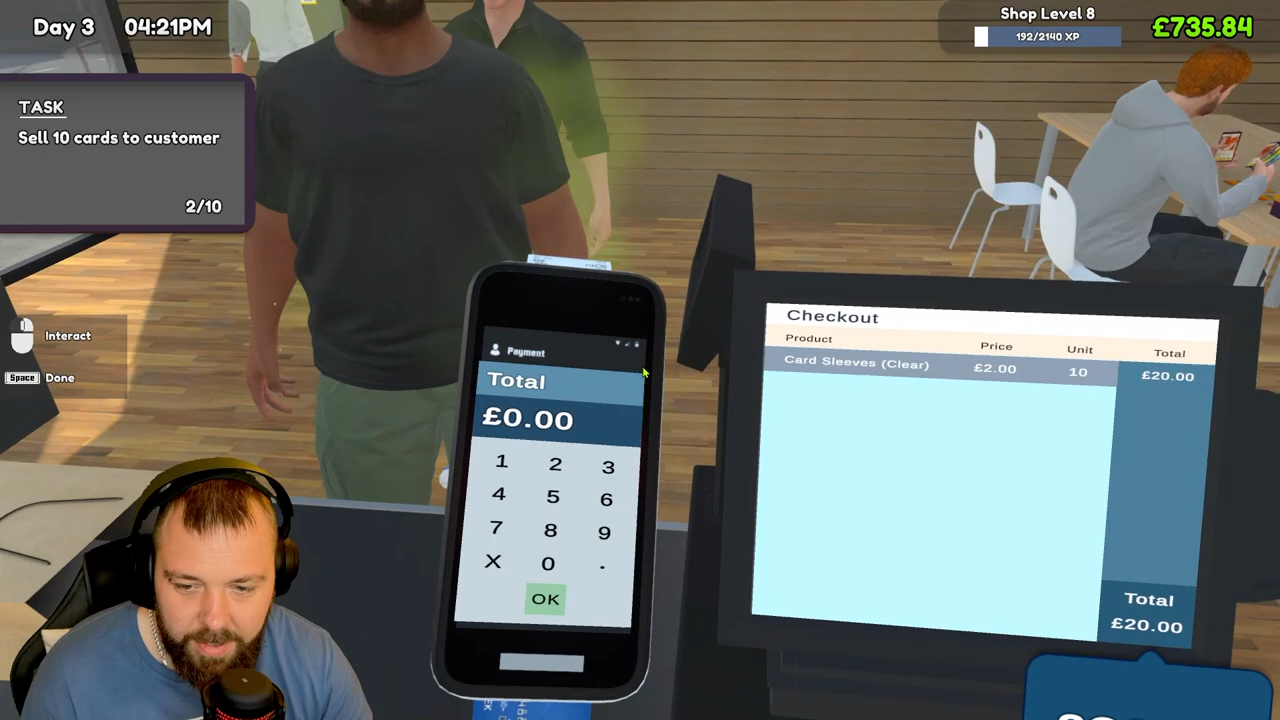 Day 3 04:21PM
Shop Level 8
192/2140 XP
£735.84
TASK
Sell 10 cards to customer
2/10
Interact
Space Done
Payment
Total
£0.00
1 2 3
4 5 6
7 8 9
X 0 .
OK
Checkout
Product Price Unit Total
Card Sleeves (Clear) £2.00 10 £20.00
Total
£20.00